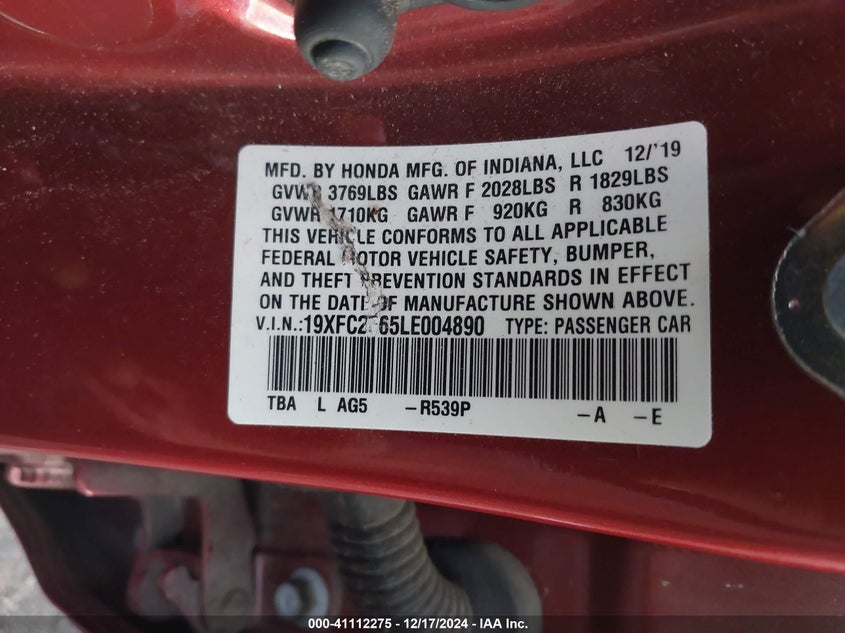 MFD. BY HONDA MFG. OF INDIANA, LLC 12/'19
GVWR 3769LBS GAWR F 2028LBS R 1829LBS
GVWR 1710KG GAWR F 920KG R 830KG
THIS VEHICLE CONFORMS TO ALL APPLICABLE
FEDERAL MOTOR VEHICLE SAFETY, BUMPER,
AND THEFT PREVENTION STANDARDS IN EFFECT
ON THE DATE OF MANUFACTURE SHOWN ABOVE.
V.I.N.: TYPE: PASSENGER CAR
TBA L AG5 -R539P -A -E
000-41112275 - 12/17/2024 - IAA Inc.